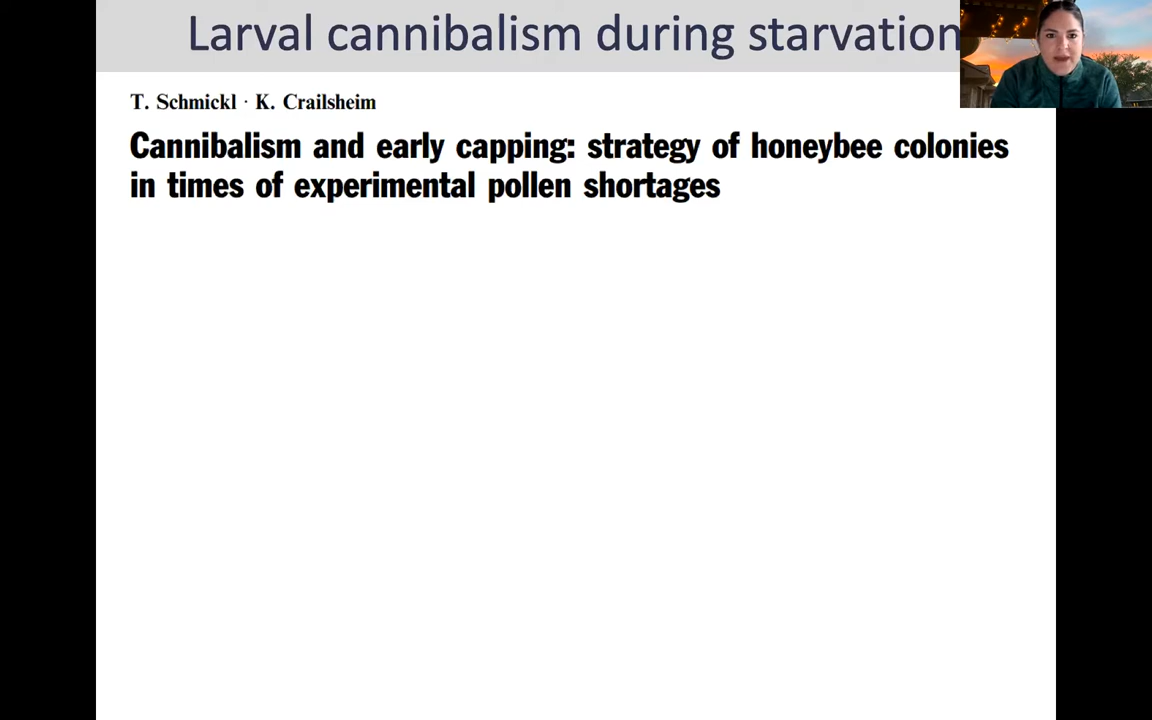 Larval cannibalism during starvation
T. Schmickl · K. Crailsheim
Cannibalism and early capping: strategy of honeybee colonies
in times of experimental pollen shortages